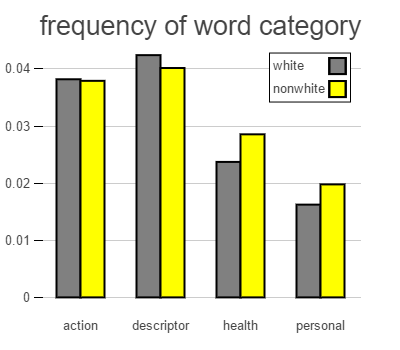 frequency of word category
white
nonwhite
0.04
0.03
0.02
0.01
0
action descriptor health personal